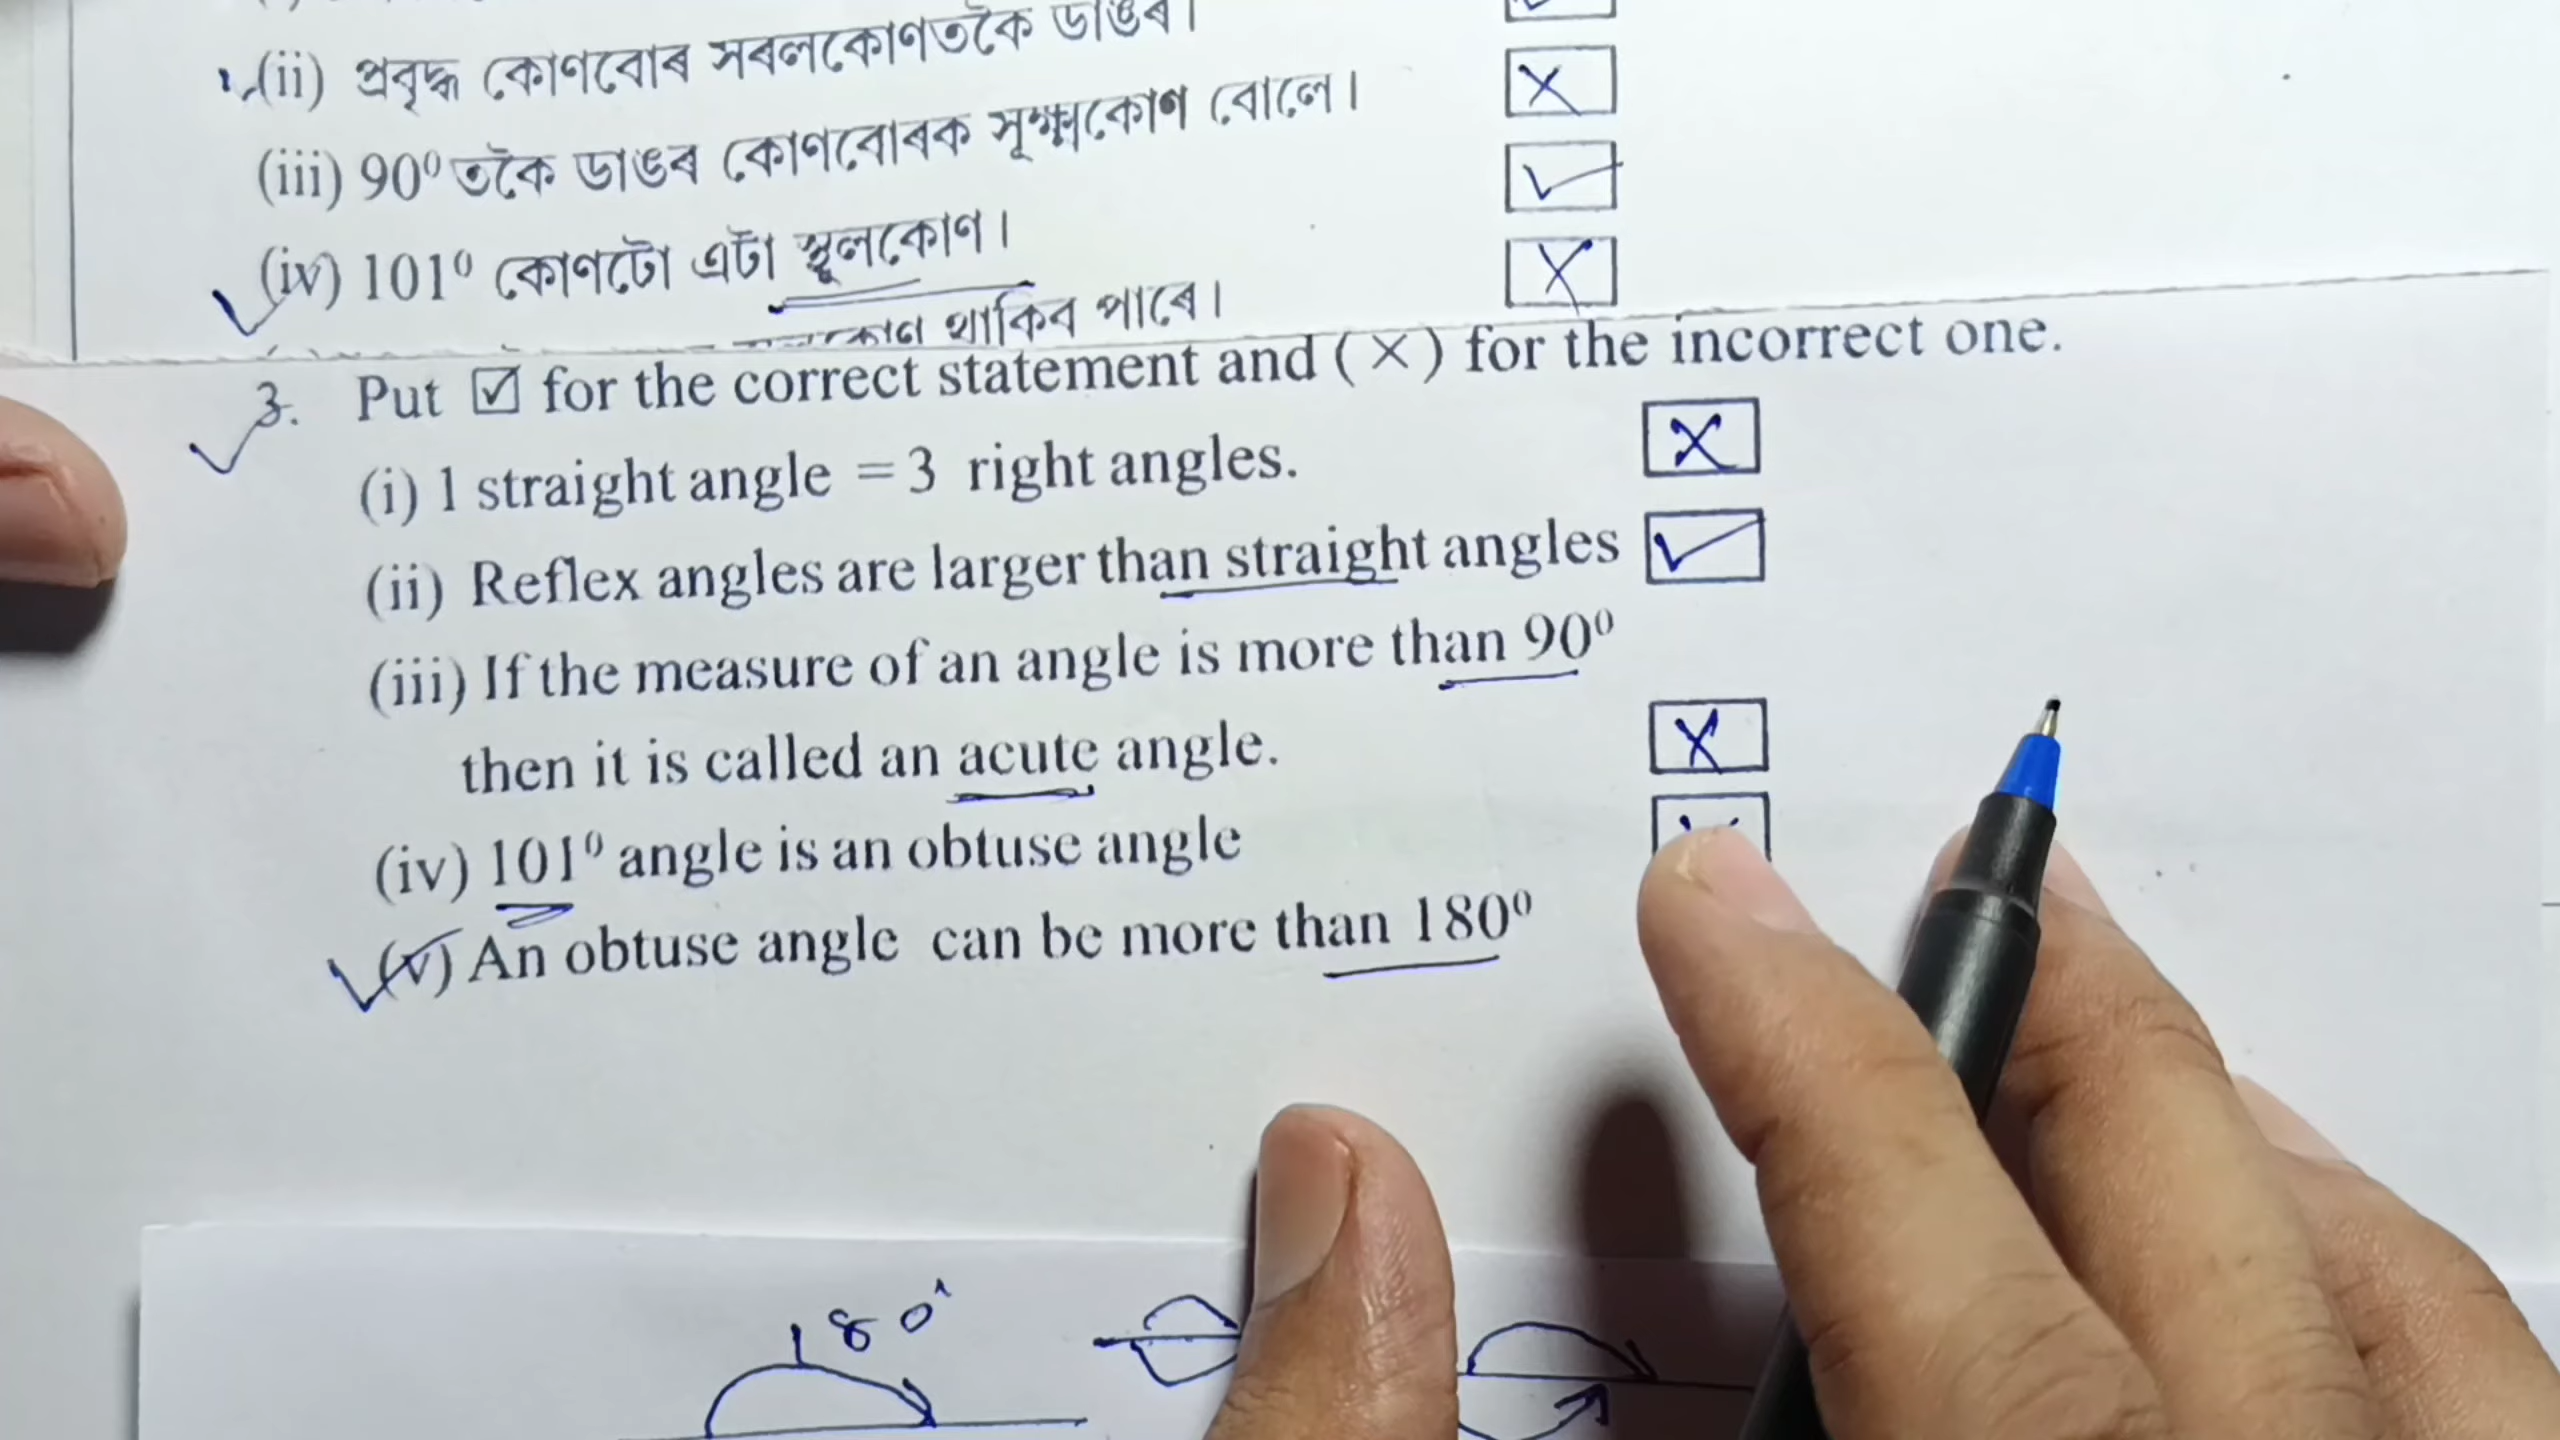 (ii) প্ৰবৃদ্ধ কোণবোৰ সৰলকোণতকৈ ডাঙৰ।
(iii) 90⁰ তকৈ ডাঙৰ কোণবোৰক সূক্ষ্মকোণ বোলে।
(iv) 101⁰ কোণটো এটা স্থূলকোণ।
থাকিব পাৰে।
3. Put ☑ for the correct statement and (×) for the incorrect one.
(i) 1 straight angle = 3 right angles.
(ii) Reflex angles are larger than straight angles
(iii) If the measure of an angle is more than 90⁰
then it is called an acute angle.
(iv) 101⁰ angle is an obtuse angle
(v) An obtuse angle can be more than 180⁰
180°